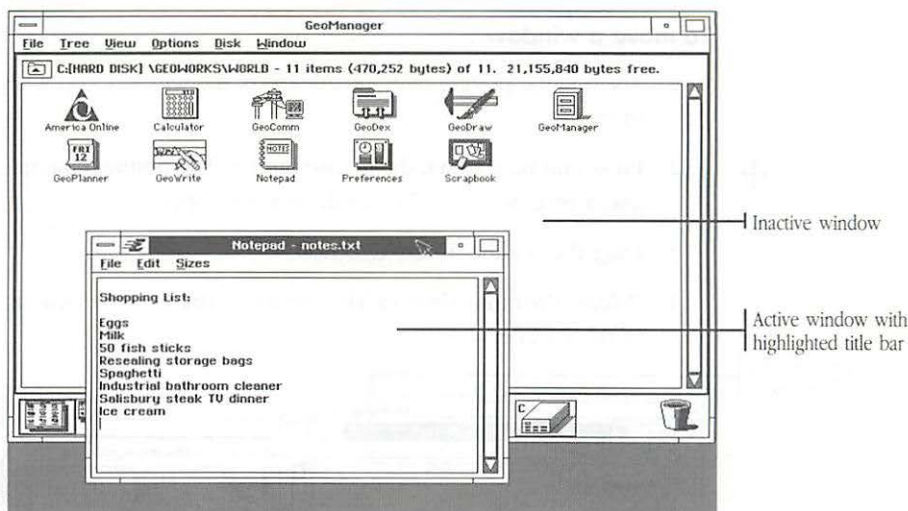 GeoManager
File Tree View Options Disk Window
C:[HARD DISK] \GEOWORKS\WORLD - 11 items (470,252 bytes) of 11. 21,155,840 bytes free.
America Online Calculator GeoComm GeoDex GeoDraw GeoManager
FRI
12
NOTES
GeoPlanner GeoWrite Notepad Preferences Scrapbook
Inactive window
Notepad - notes.txt
File Edit Sizes
Shopping List:
Eggs
Milk
50 fish sticks
Resealing storage bags
Spaghetti
Industrial bathroom cleaner
Salisbury steak TV dinner
Ice cream
Active window with
highlighted title bar
C